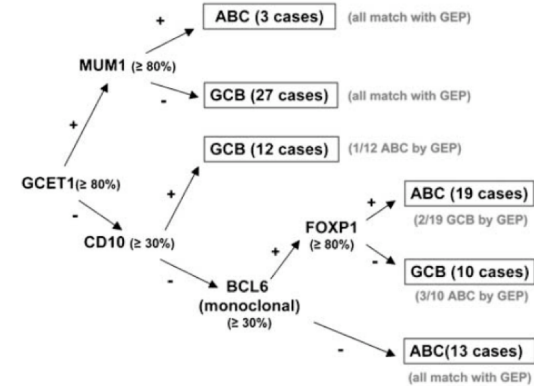 +
ABC (3 cases) (all match with GEP)
MUM1 (≥ 80%)
-
GCB (27 cases) (all match with GEP)
+
GCB (12 cases) (1/12 ABC by GEP)
GCET1 (≥ 80%)
+
-
CD10 (≥ 30%)
+
ABC (19 cases)
(2/19 GCB by GEP)
FOXP1
(≥ 80%)
+
-
GCB (10 cases)
(3/10 ABC by GEP)
-
BCL6
(monoclonal)
(≥ 30%)
-
ABC(13 cases)
(all match with GEP)